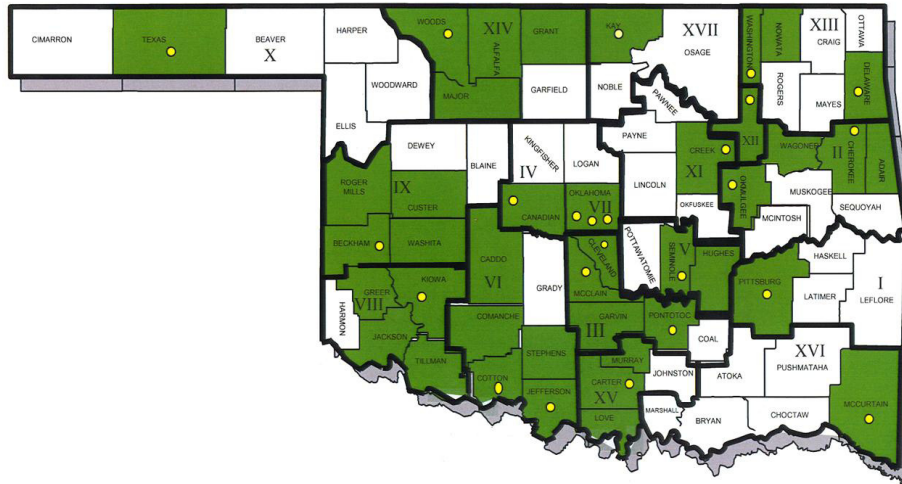 CIMARRON
TEXAS
BEAVER
X
HARPER
WOODWARD
ELLIS
WOODS
XIV
ALFALFA
GRANT
MAJOR
GARFIELD
KAY
XVII
OSAGE
NOBLE
PAWNEE
WASHINGTON
NOWATA
XIII
CRAIG
OTTAWA
ROGERS
MAYES
DELAWARE
DEWEY
BLAINE
KINGFISHER
IV
LOGAN
PAYNE
CREEK
XI
XII
WAGONER
II
CHEROKEE
ADAIR
ROGER
MILLS
IX
CUSTER
CANADIAN
OKLAHOMA
VII
LINCOLN
OKFUSKEE
OKMULGEE
MUSKOGEE
MCINTOSH
SEQUOYAH
BECKHAM
WASHITA
CADDO
VI
GRADY
CLEVELAND
MCCLAIN
POTTAWATOMIE
SEMINOLE
V
HUGHES
PITTSBURG
HASKELL
LATIMER
I
LEFLORE
HARMON
GREER
VIII
KIOWA
JACKSON
TILLMAN
COMANCHE
COTTON
STEPHENS
JEFFERSON
GARVIN
III
PONTOTOC
COAL
MURRAY
CARTER
XV
LOVE
JOHNSTON
MARSHALL
ATOKA
BRYAN
XVI
PUSHMATAHA
CHOCTAW
MCCURTAIN